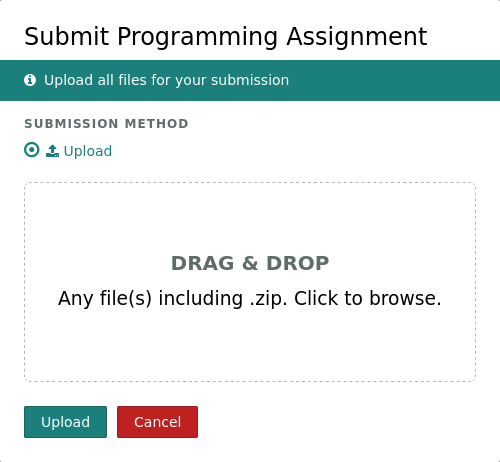 Submit Programming Assignment
Upload all files for your submission
SUBMISSION METHOD
Upload
DRAG & DROP
Any file(s) including .zip. Click to browse.
Upload Cancel